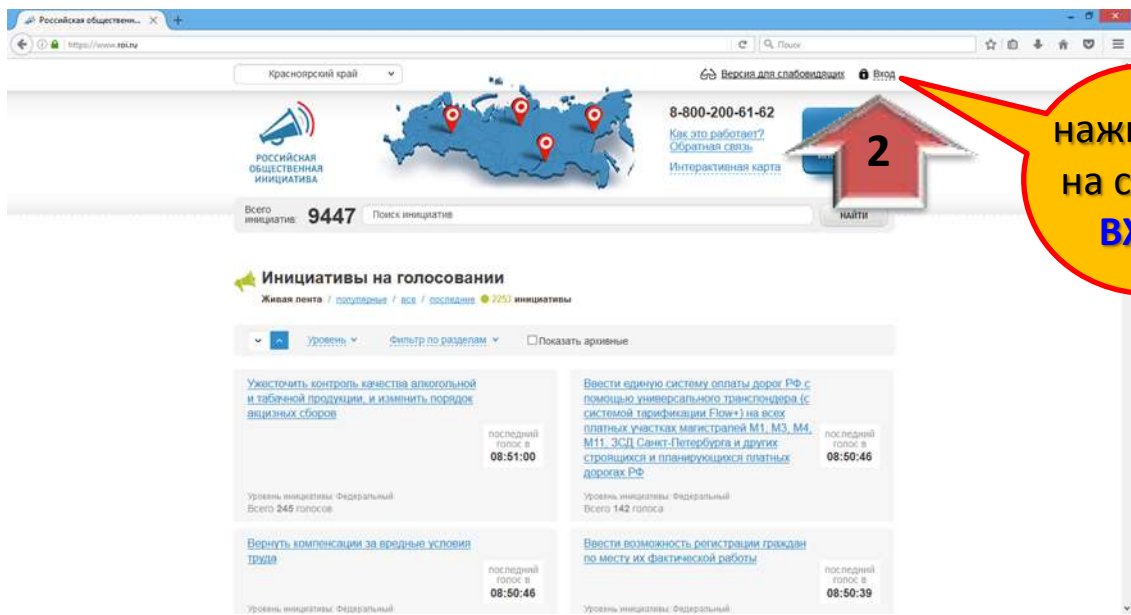 Российская общественн...
https://www.roi.ru
Поиск
Красноярский край
Версия для слабовидящих
Вход
РОССИЙСКАЯ
ОБЩЕСТВЕННАЯ
ИНИЦИАТИВА
8-800-200-61-62
Как это работает?
Обратная связь
Интерактивная карта
2
нажи
на с
ВХ
Всего
инициатив:
9447
Поиск инициатив
НАЙТИ
Инициативы на голосовании
Живая лента / популярные / все / последние 2253 инициативы
Уровень
Фильтр по разделам
Показать архивные
Ужесточить контроль качества алкогольной
и табачной продукции, и изменить порядок
акцизных сборов
последний
голос в
08:51:00
Уровень инициативы: Федеральный
Всего 245 голосов
Ввести единую систему оплаты дорог РФ с
помощью универсального транспондера (с
системой тарификации Flow+) на всех
платных участках магистралей М1, М3, М4,
М11, ЗСД Санкт-Петербурга и других
строящихся и планирующихся платных
дорогах РФ
последний
голос в
08:50:46
Уровень инициативы: Федеральный
Всего 142 голоса
Вернуть компенсации за вредные условия
труда
последний
голос в
08:50:46
Уровень инициативы: Федеральный
Ввести возможность регистрации граждан
по месту их фактической работы
последний
голос в
08:50:39
Уровень инициативы: Федеральный